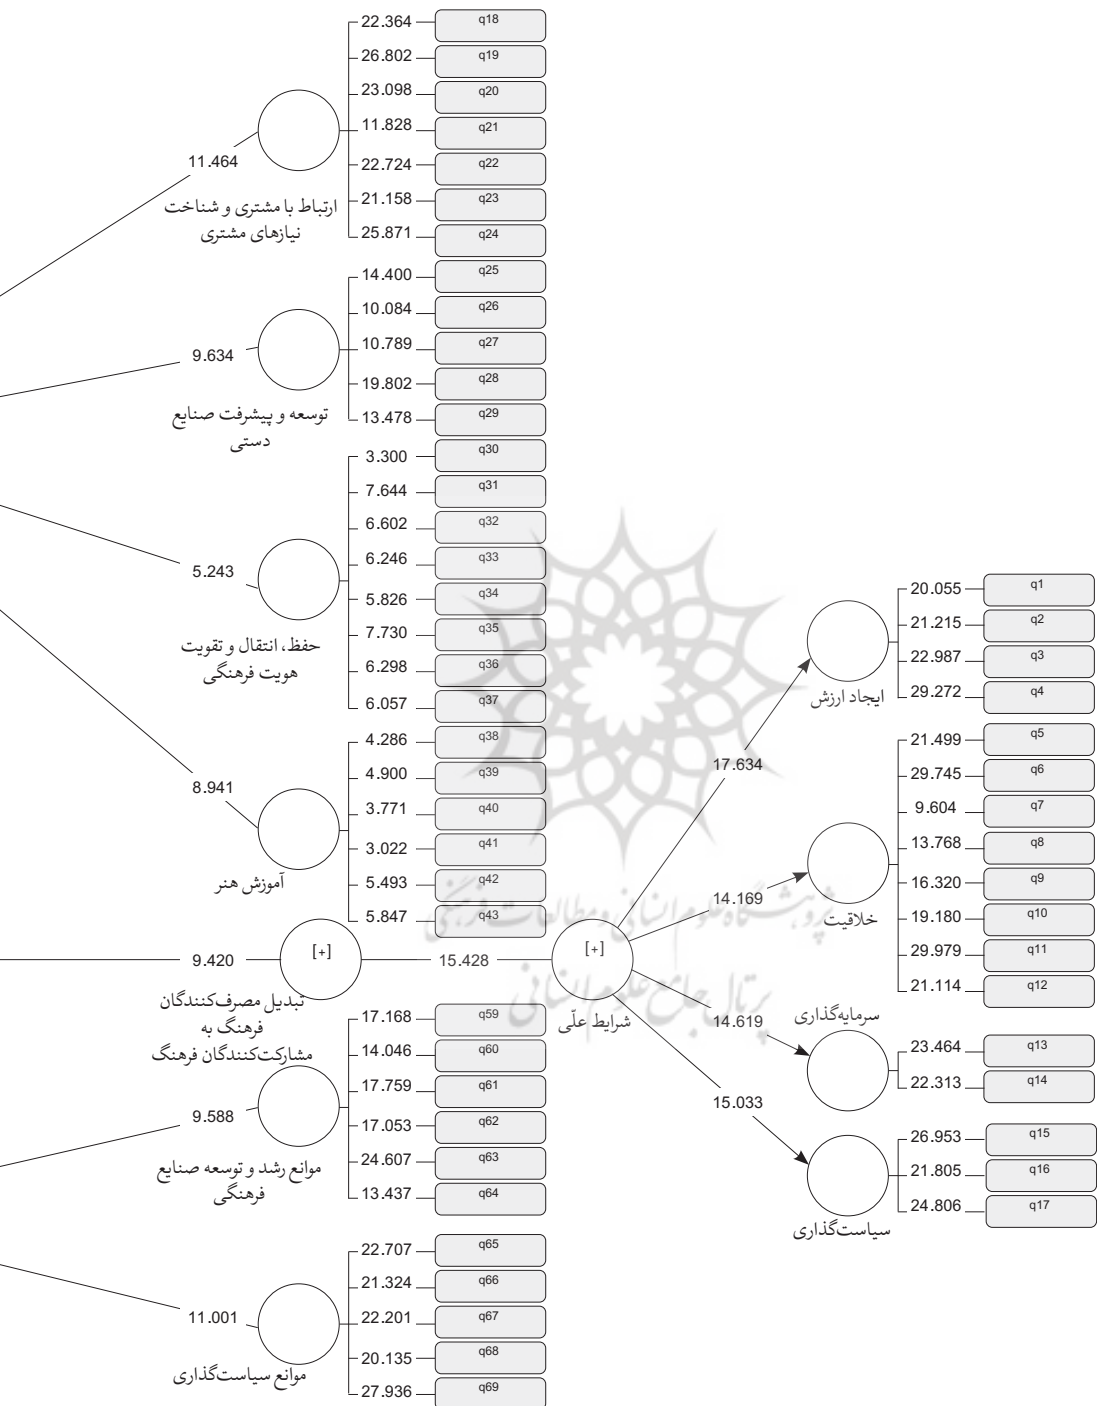 22.364
q18
26.802
q19
23.098
q20
11.828
q21
22.724
q22
21.158
q23
25.871
q24
11.464
ارتباط با مشتری و شناخت
نیازهای مشتری
14.400
q25
10.084
q26
10.789
q27
19.802
q28
13.478
q29
9.634
توسعه و پیشرفت صنایع
دستی
3.300
q30
7.644
q31
6.602
q32
6.246
q33
5.826
q34
7.730
q35
6.298
q36
6.057
q37
5.243
حفظ، انتقال و تقویت
هویت فرهنگی
4.286
q38
4.900
q39
3.771
q40
3.022
q41
5.493
q42
5.847
q43
8.941
آموزش هنر
9.420
[+]
15.428
[+]
تبدیل مصرف‌کنندگان
فرهنگ به
مشارکت‌کنندگان فرهنگ
شرایط علّی
17.168
q59
14.046
q60
17.759
q61
17.053
q62
24.607
q63
13.437
q64
9.588
موانع رشد و توسعه صنایع
فرهنگی
22.707
q65
21.324
q66
22.201
q67
20.135
q68
27.936
q69
11.001
موانع سیاست‌گذاری
17.634
20.055
q1
21.215
q2
22.987
q3
29.272
q4
ایجاد ارزش
14.169
21.499
q5
29.745
q6
9.604
q7
13.768
q8
16.320
q9
19.180
q10
29.979
q11
21.114
q12
خلاقیت
14.619
سرمایه‌گذاری
23.464
q13
22.313
q14
15.033
26.953
q15
21.805
q16
24.806
q17
سیاست‌گذاری
پژوهشگاه علوم انسانی و مطالعات فرهنگی
پرتال جامع علوم انسانی